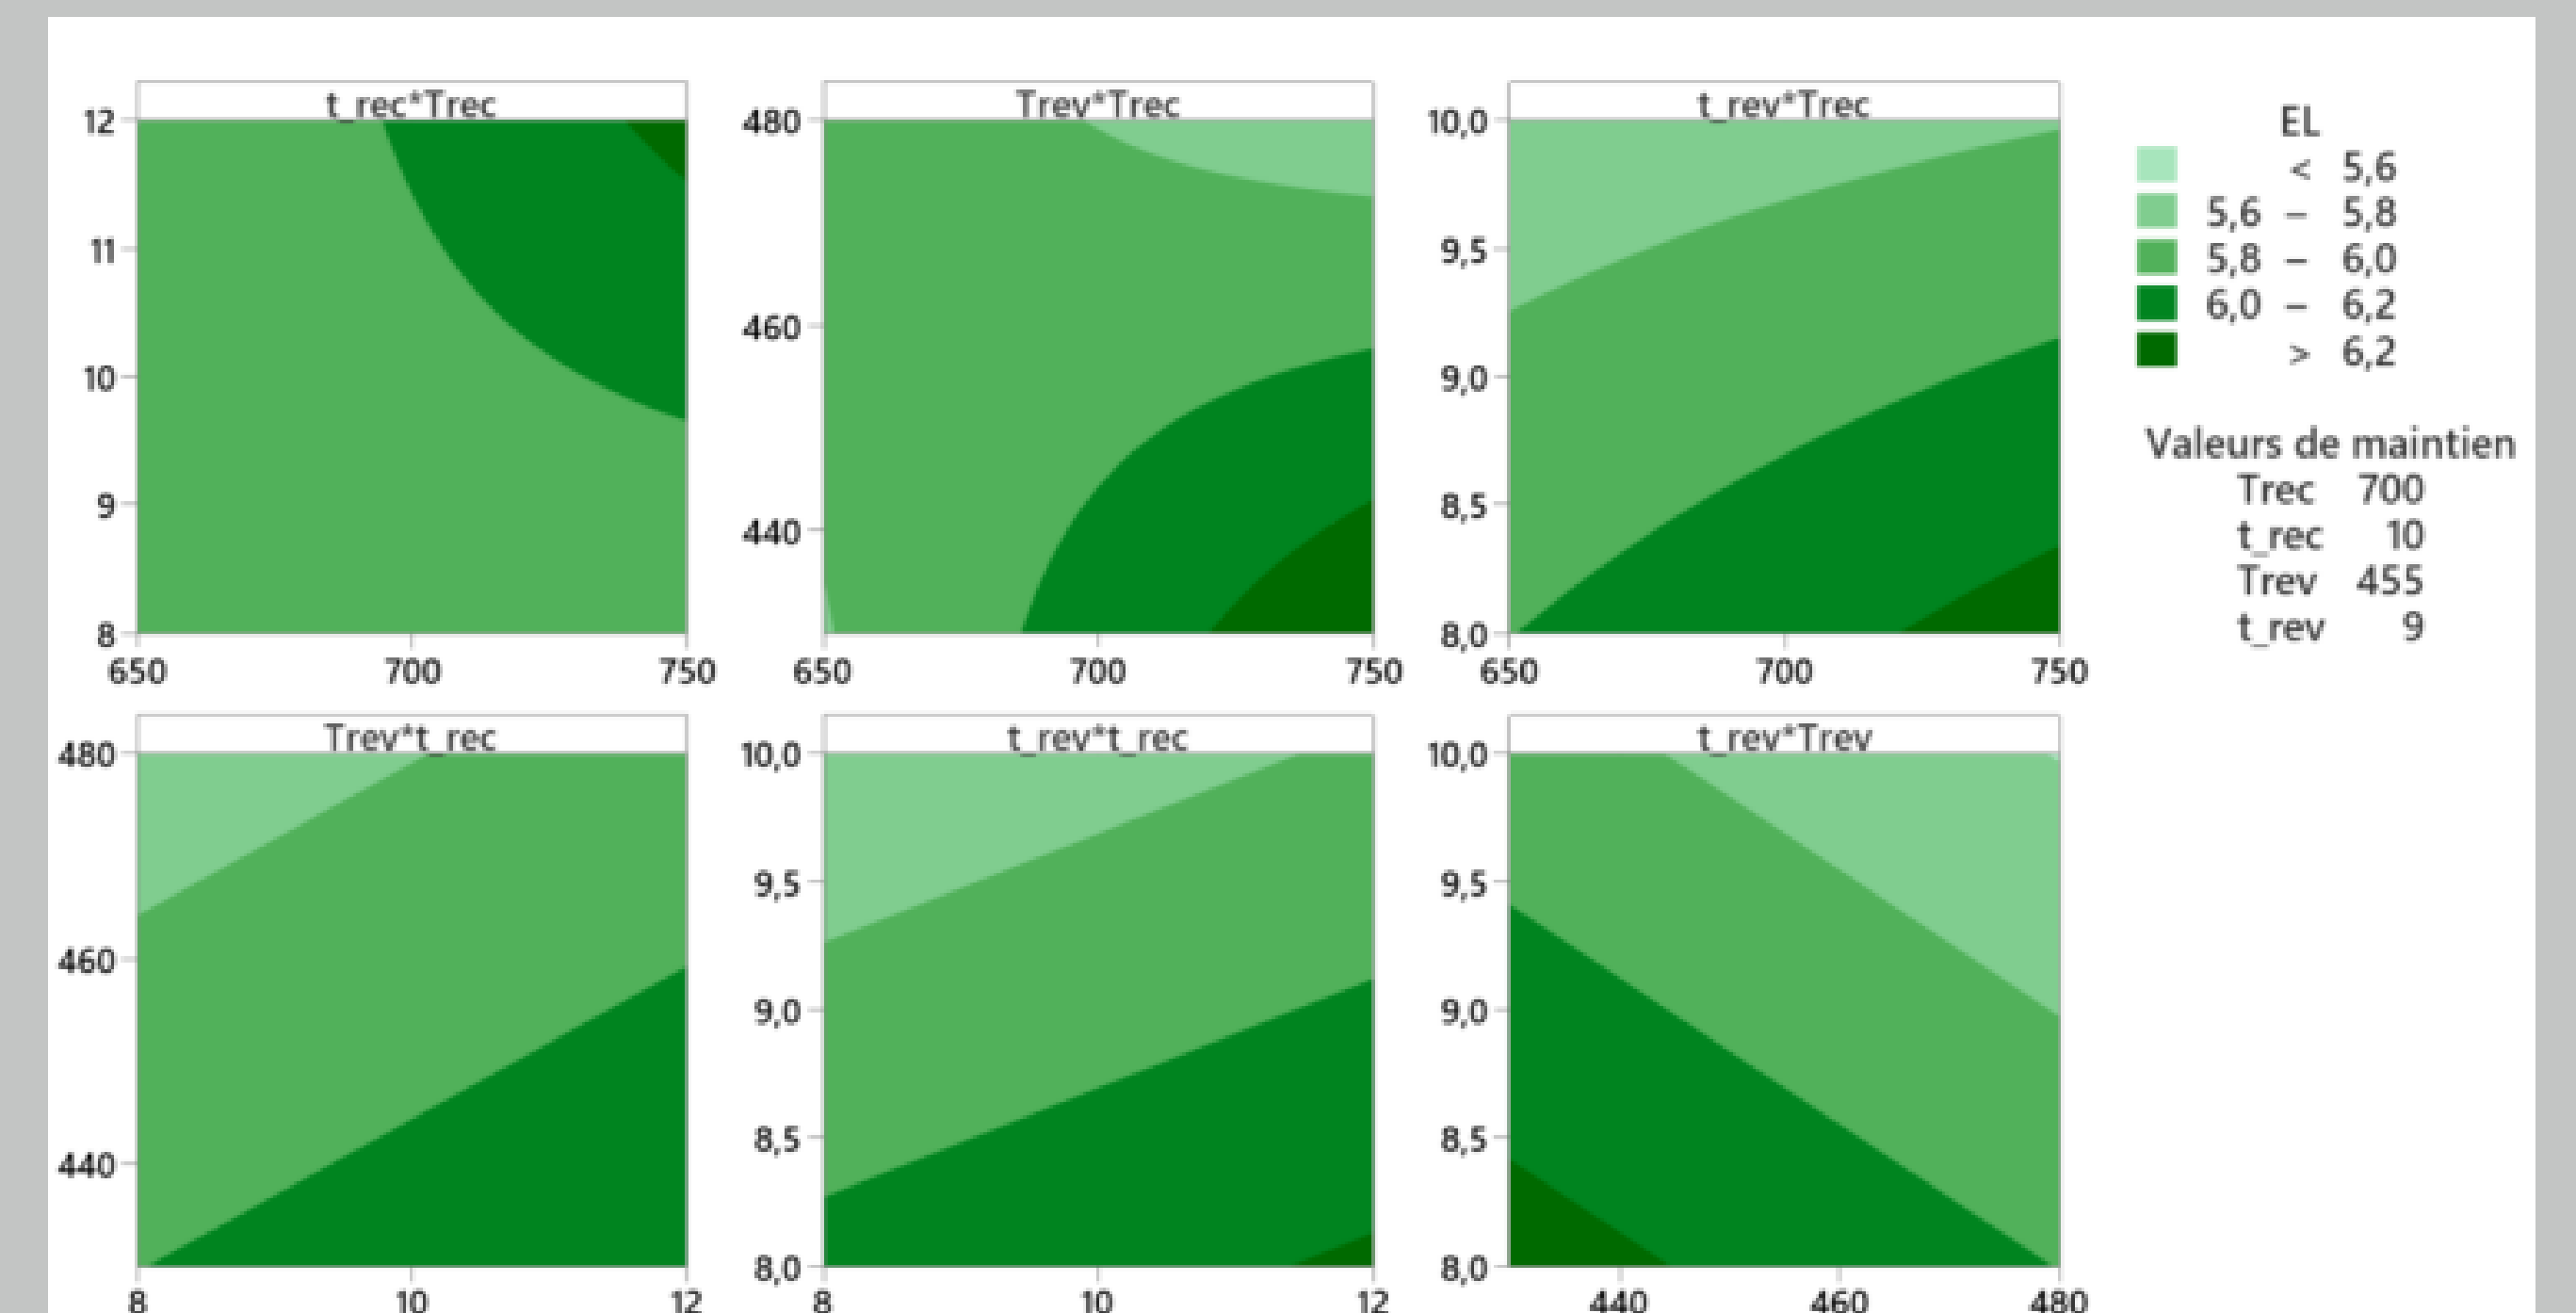 t_rec*Trec
12
11
10
9
8
650 700 750
Trev*Trec
480
460
440
650 700 750
t_rev*Trec
10,0
9,5
9,0
8,5
8,0
650 700 750
EL
< 5,6
5,6 – 5,8
5,8 – 6,0
6,0 – 6,2
> 6,2
Valeurs de maintien
Trec 700
t_rec 10
Trev 455
t_rev 9
Trev*t_rec
480
460
440
8 10 12
t_rev*t_rec
10,0
9,5
9,0
8,5
8,0
8 10 12
t_rev*Trev
10,0
9,5
9,0
8,5
8,0
440 460 480